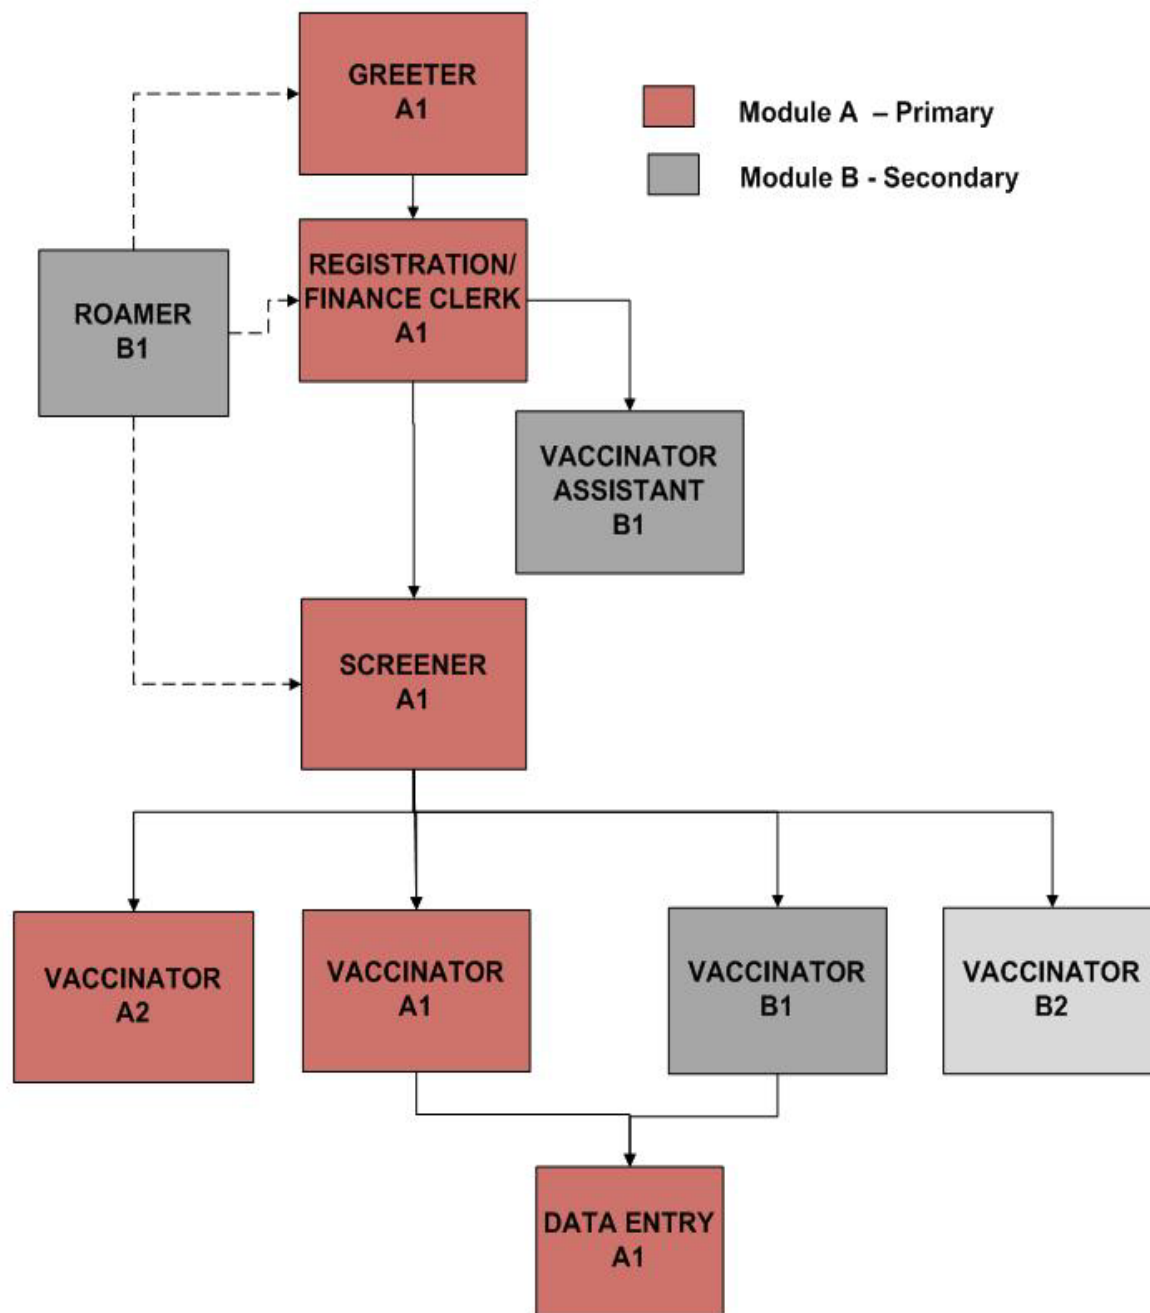 GREETER
A1
Module A – Primary
Module B - Secondary
REGISTRATION/
FINANCE CLERK
A1
ROAMER
B1
VACCINATOR
ASSISTANT
B1
SCREENER
A1
VACCINATOR
A2
VACCINATOR
A1
VACCINATOR
B1
VACCINATOR
B2
DATA ENTRY
A1